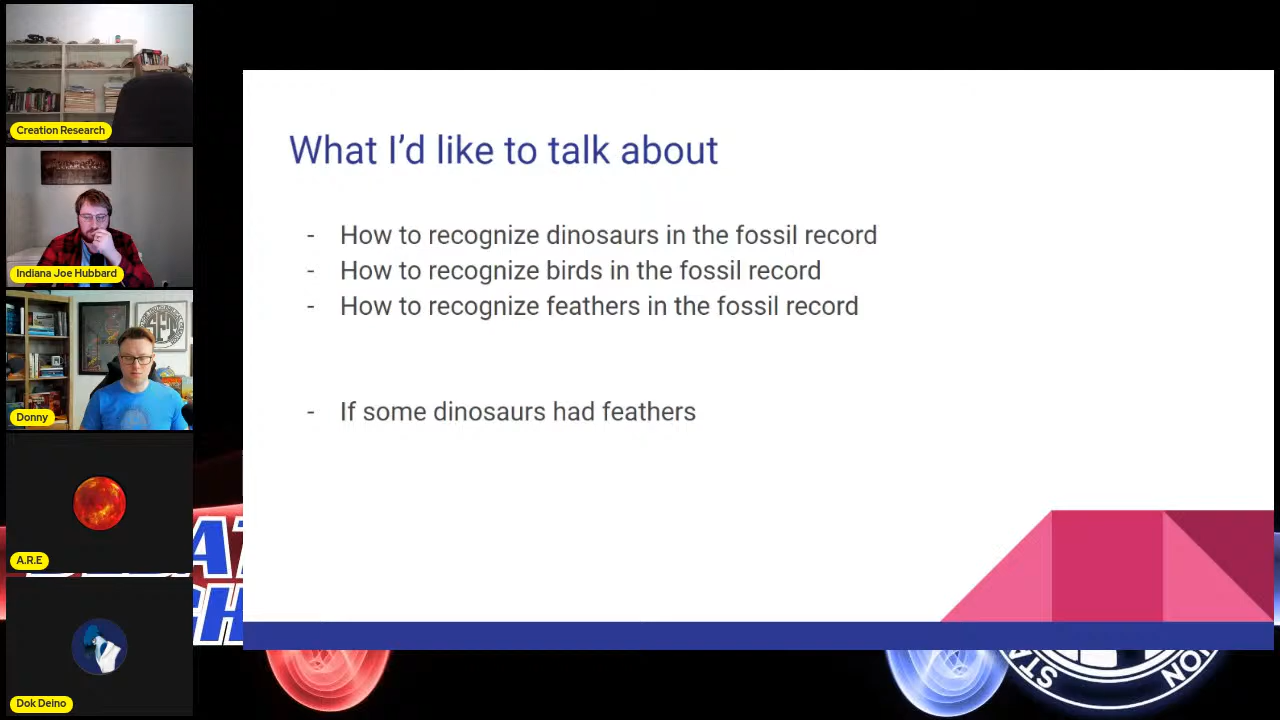 Creation Research
Indiana Joe Hubbard
SFT
Donny
A.R.E
Dok Deino
What I'd like to talk about
- How to recognize dinosaurs in the fossil record
- How to recognize birds in the fossil record
- How to recognize feathers in the fossil record
- If some dinosaurs had feathers